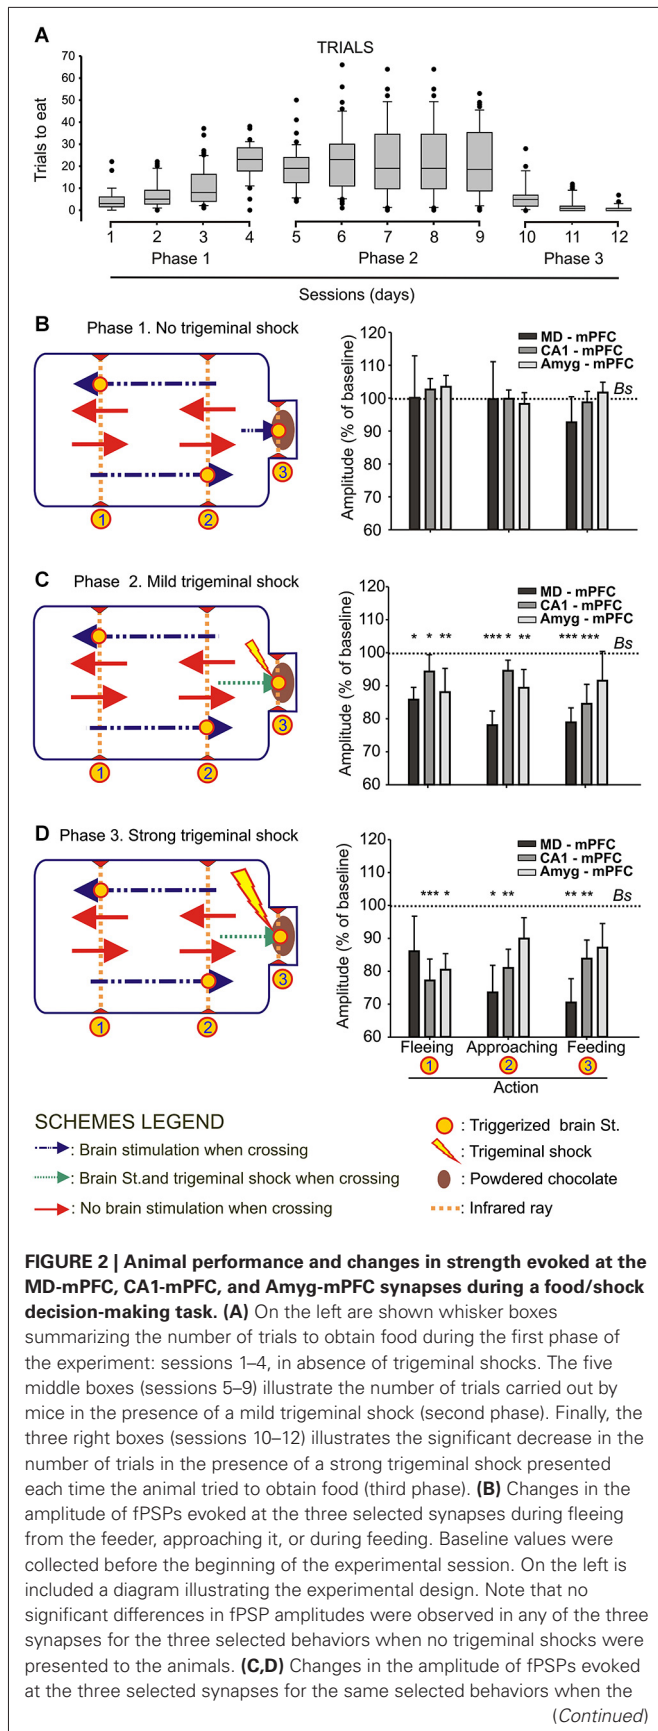 A
TRIALS
Trials to eat
70
60
50
40
30
20
10
0
1 2 3 4 5 6 7 8 9 10 11 12
Phase 1 Phase 2 Phase 3
Sessions (days)
B Phase 1. No trigeminal shock
1 2 3
Amplitude (% of baseline)
120
110
100
90
80
70
60
MD - mPFC
CA1 - mPFC
Amyg - mPFC
Bs
C Phase 2. Mild trigeminal shock
1 2 3
Amplitude (% of baseline)
120
110
100
90
80
70
60
MD - mPFC
CA1 - mPFC
Amyg - mPFC
* * ** *** * ** *** *** Bs
D Phase 3. Strong trigeminal shock
1 2 3
Amplitude (% of baseline)
120
110
100
90
80
70
60
MD - mPFC
CA1 - mPFC
Amyg - mPFC
*** * * ** ** ** Bs
Fleeing Approaching Feeding
1 2 3
Action
SCHEMES LEGEND
: Brain stimulation when crossing
: Brain St.and trigeminal shock when crossing
: No brain stimulation when crossing
: Triggerized brain St.
: Trigeminal shock
: Powdered chocolate
: Infrared ray
FIGURE 2 | Animal performance and changes in strength evoked at the
MD-mPFC, CA1-mPFC, and Amyg-mPFC synapses during a food/shock
decision-making task. (A) On the left are shown whisker boxes
summarizing the number of trials to obtain food during the first phase of
the experiment: sessions 1–4, in absence of trigeminal shocks. The five
middle boxes (sessions 5–9) illustrate the number of trials carried out by
mice in the presence of a mild trigeminal shock (second phase). Finally, the
three right boxes (sessions 10–12) illustrates the significant decrease in the
number of trials in the presence of a strong trigeminal shock presented
each time the animal tried to obtain food (third phase). (B) Changes in the
amplitude of fPSPs evoked at the three selected synapses during fleeing
from the feeder, approaching it, or during feeding. Baseline values were
collected before the beginning of the experimental session. On the left is
included a diagram illustrating the experimental design. Note that no
significant differences in fPSP amplitudes were observed in any of the three
synapses for the three selected behaviors when no trigeminal shocks were
presented to the animals. (C,D) Changes in the amplitude of fPSPs evoked
at the three selected synapses for the same selected behaviors when the
(Continued)